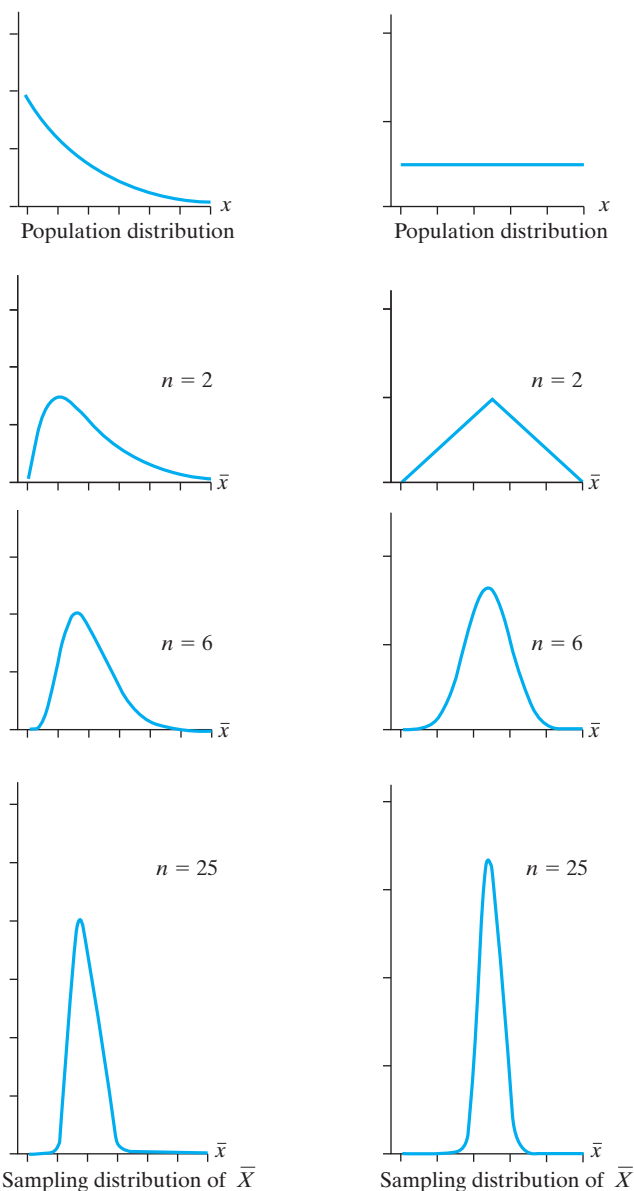 x x
Population distribution Population distribution
n = 2 n = 2
x̅ x̅
n = 6 n = 6
x̅ x̅
n = 25 n = 25
x̅ x̅
Sampling distribution of X̅ Sampling distribution of X̅